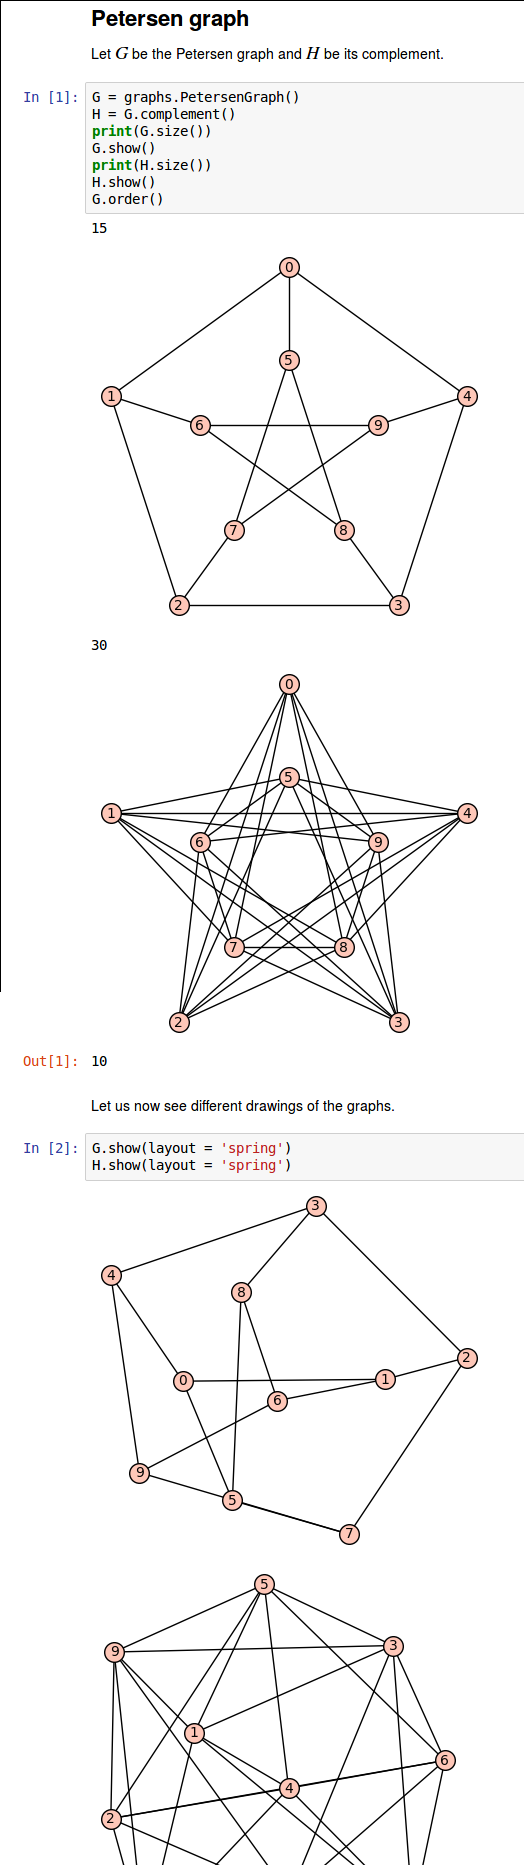 Petersen graph
Let G be the Petersen graph and H be its complement.
In [1]:
G = graphs.PetersenGraph()
H = G.complement()
print(G.size())
G.show()
print(H.size())
H.show()
G.order()
15
0
5
1
4
6
9
7
8
2
3
30
0
5
1
4
6
9
7
8
2
3
Out[1]: 10
Let us now see different drawings of the graphs.
In [2]:
G.show(layout = 'spring')
H.show(layout = 'spring')
3
4
8
2
0
1
6
9
5
7
5
3
9
1
6
4
2